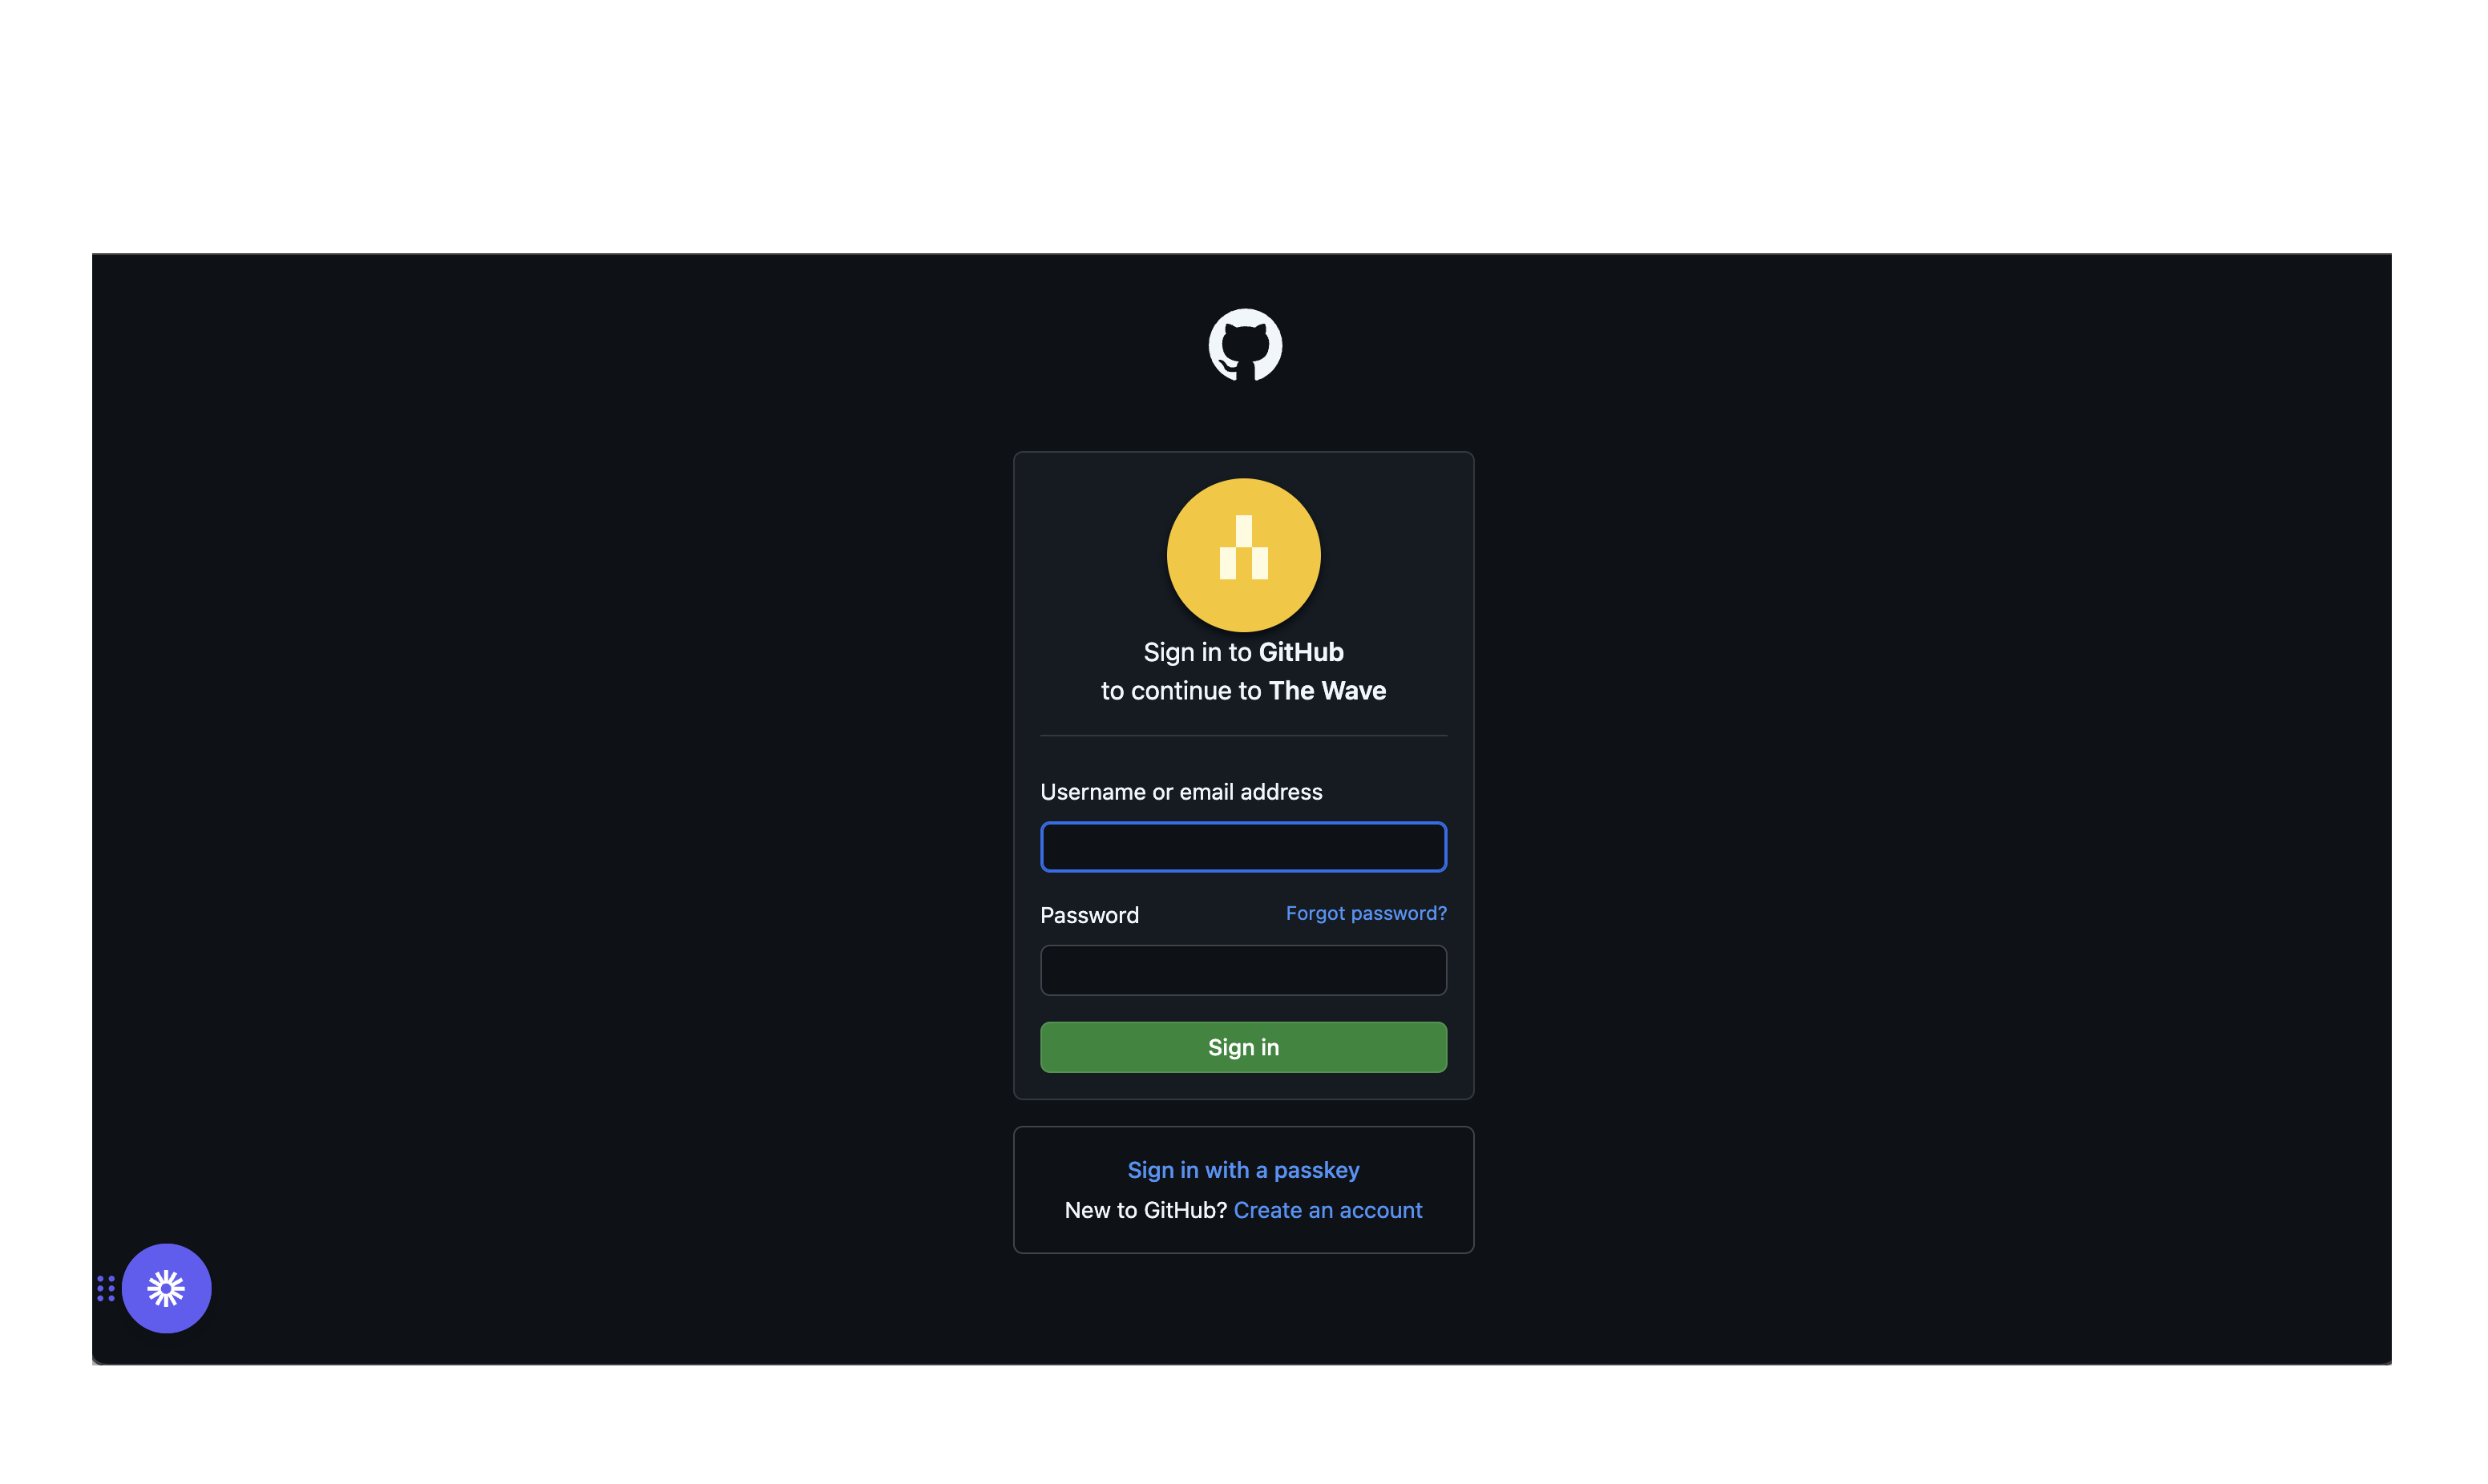 Sign in to GitHub
to continue to The Wave
Username or email address
Password
Forgot password?
Sign in
Sign in with a passkey
New to GitHub? Create an account